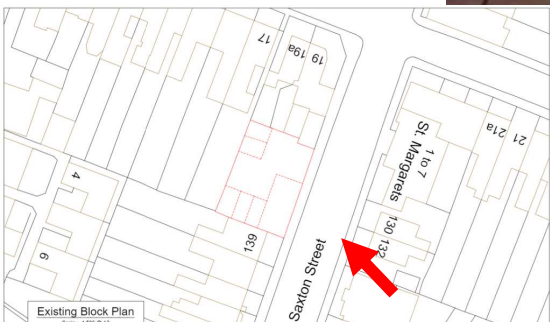 17
19a
19
1 to 7
St. Margarets
21a
21
4
6
139
130 132
Saxton Street
Existing Block Plan